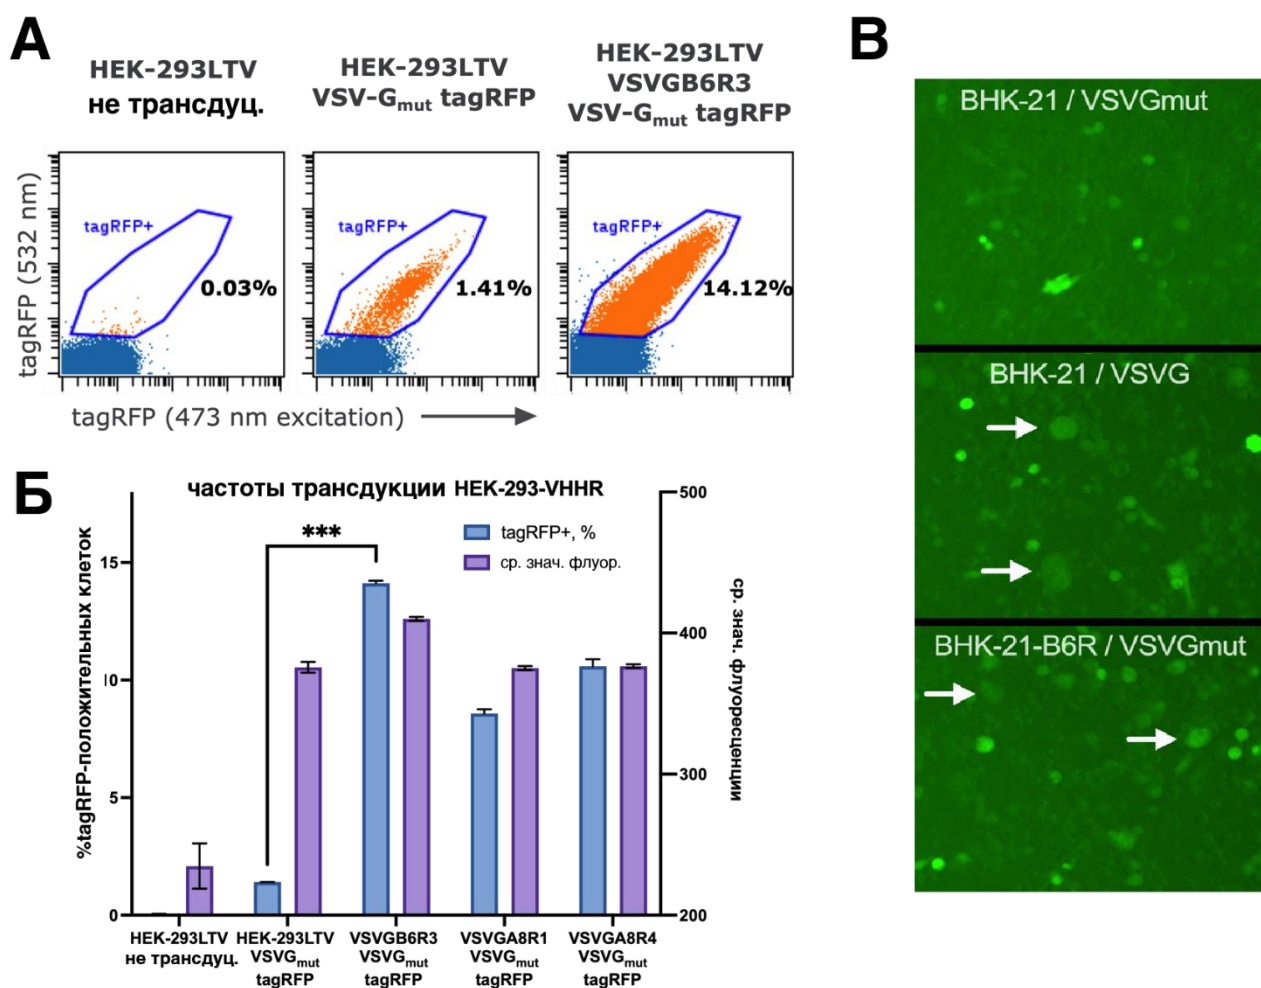 А
HEK-293LTV
не трансдуц.
HEK-293LTV
VSV-Gmut tagRFP
HEK-293LTV
VSVGB6R3
VSV-Gmut tagRFP
tagRFP (532 nm)
tagRFP+
0.03%
tagRFP+
1.41%
tagRFP+
14.12%
tagRFP (473 nm excitation)
Б
частоты трансдукции HEK-293-VHHR
%tagRFP-положительных клеток
15
10
5
0
***
tagRFP+, %
ср. знач. флуор.
500
400
300
200
ср. знач. флуоресценции
HEK-293LTV
не трансдуц.
HEK-293LTV
VSVGmut
tagRFP
VSVGB6R3
VSVGmut
tagRFP
VSVGA8R1
VSVGmut
tagRFP
VSVGA8R4
VSVGmut
tagRFP
В
BHK-21 / VSVGmut
BHK-21 / VSVG
BHK-21-B6R / VSVGmut